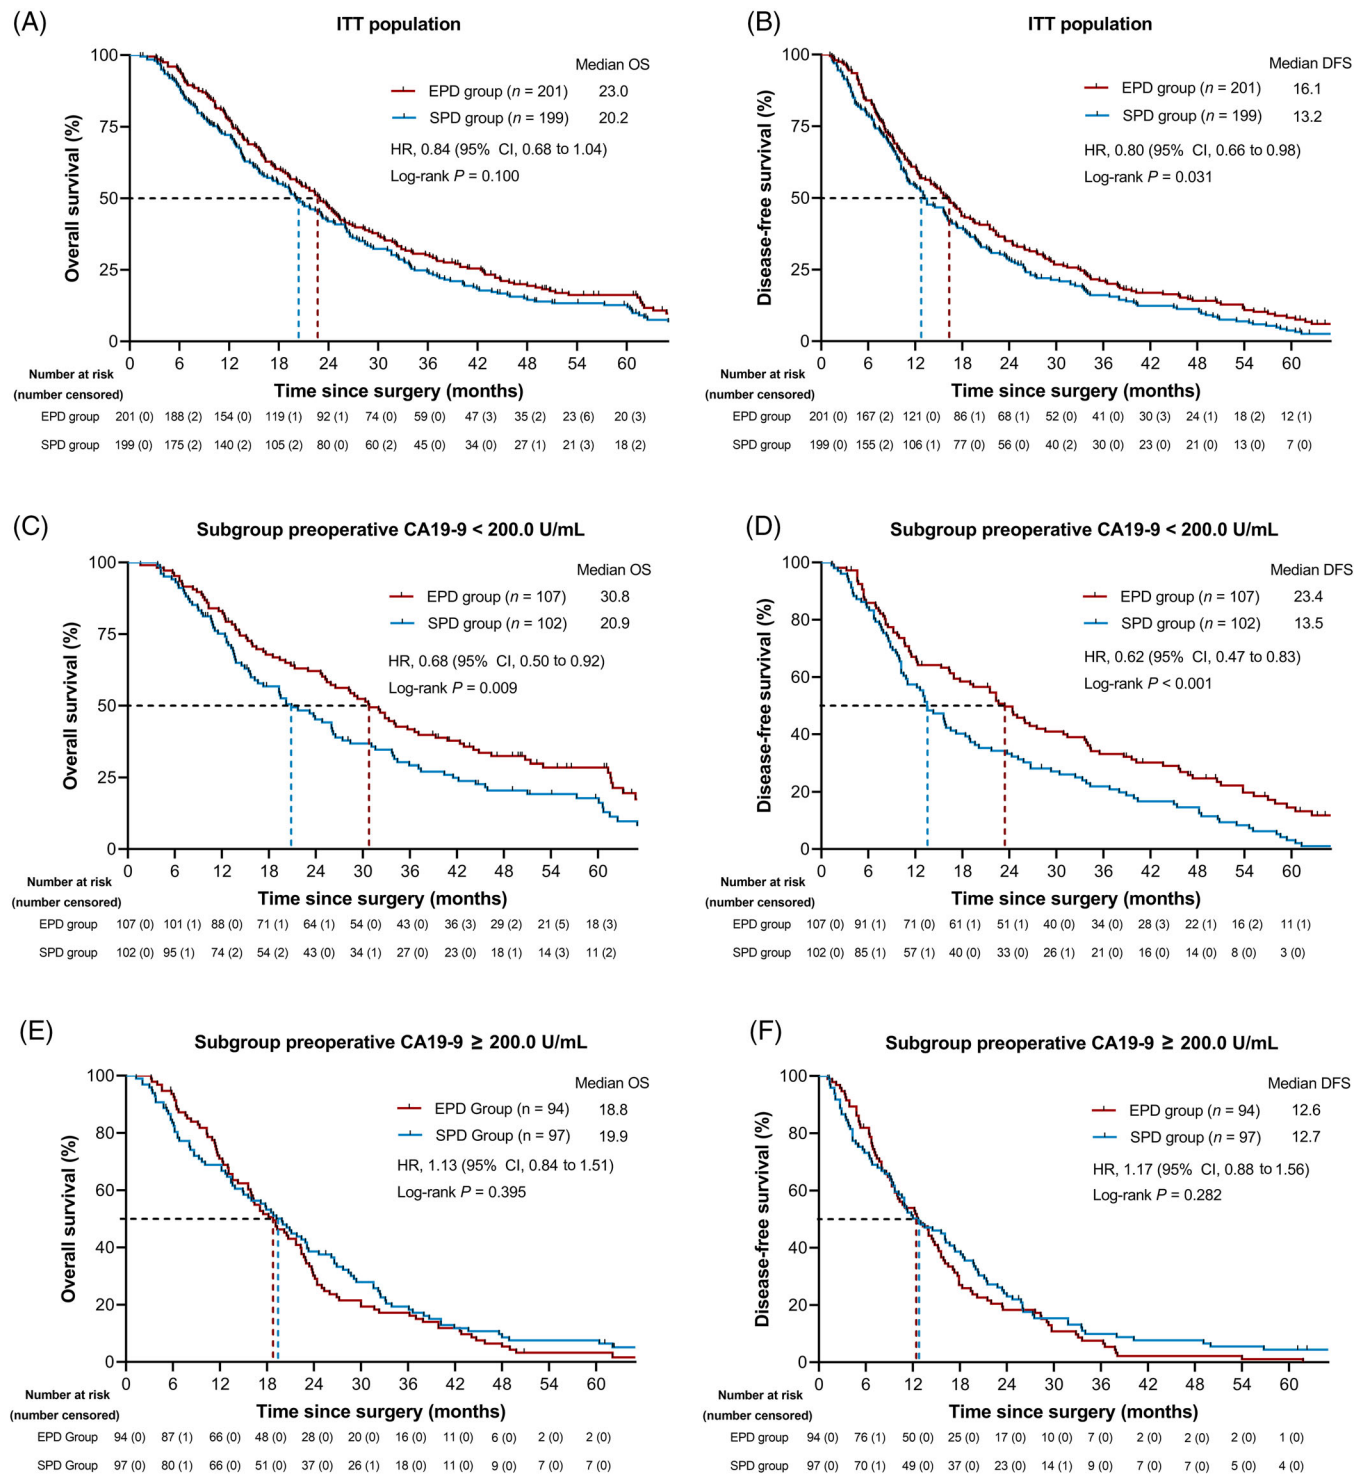 (A)
ITT population
Median OS
EPD group (n = 201) 23.0
SPD group (n = 199) 20.2
HR, 0.84 (95% CI, 0.68 to 1.04)
Log-rank P = 0.100
Overall survival (%)
100
75
50
25
0
0 6 12 18 24 30 36 42 48 54 60
Number at risk
(number censored)
Time since surgery (months)
EPD group 201 (0) 188 (2) 154 (0) 119 (1) 92 (1) 74 (0) 59 (0) 47 (3) 35 (2) 23 (6) 20 (3)
SPD group 199 (0) 175 (2) 140 (2) 105 (2) 80 (0) 60 (2) 45 (0) 34 (0) 27 (1) 21 (3) 18 (2)
(B)
ITT population
Median DFS
EPD group (n = 201) 16.1
SPD group (n = 199) 13.2
HR, 0.80 (95% CI, 0.66 to 0.98)
Log-rank P = 0.031
Disease-free survival (%)
100
75
50
25
0
0 6 12 18 24 30 36 42 48 54 60
Number at risk
(number censored)
Time since surgery (months)
EPD group 201 (0) 167 (2) 121 (0) 86 (1) 68 (1) 52 (0) 41 (0) 30 (3) 24 (1) 18 (2) 12 (1)
SPD group 199 (0) 155 (2) 106 (1) 77 (0) 56 (0) 40 (2) 30 (0) 23 (0) 21 (0) 13 (0) 7 (0)
(C)
Subgroup preoperative CA19-9 < 200.0 U/mL
Median OS
EPD group (n = 107) 30.8
SPD group (n = 102) 20.9
HR, 0.68 (95% CI, 0.50 to 0.92)
Log-rank P = 0.009
Overall survival (%)
100
75
50
25
0
0 6 12 18 24 30 36 42 48 54 60
Number at risk
(number censored)
Time since surgery (months)
EPD group 107 (0) 101 (1) 88 (0) 71 (1) 64 (1) 54 (0) 43 (0) 36 (3) 29 (2) 21 (5) 18 (3)
SPD group 102 (0) 95 (1) 74 (2) 54 (2) 43 (0) 34 (1) 27 (0) 23 (0) 18 (1) 14 (3) 11 (2)
(D)
Subgroup preoperative CA19-9 < 200.0 U/mL
Median DFS
EPD group (n = 107) 23.4
SPD group (n = 102) 13.5
HR, 0.62 (95% CI, 0.47 to 0.83)
Log-rank P < 0.001
Disease-free survival (%)
100
80
60
40
20
0
0 6 12 18 24 30 36 42 48 54 60
Number at risk
(number censored)
Time since surgery (months)
EPD group 107 (0) 91 (1) 71 (0) 61 (1) 51 (1) 40 (0) 34 (0) 28 (3) 22 (1) 16 (2) 11 (1)
SPD group 102 (0) 85 (1) 57 (1) 40 (0) 33 (0) 26 (1) 21 (0) 16 (0) 14 (0) 8 (0) 3 (0)
(E)
Subgroup preoperative CA19-9 ≥ 200.0 U/mL
Median OS
EPD Group (n = 94) 18.8
SPD Group (n = 97) 19.9
HR, 1.13 (95% CI, 0.84 to 1.51)
Log-rank P = 0.395
Overall survival (%)
100
80
60
40
20
0
0 6 12 18 24 30 36 42 48 54 60
Number at risk
(number censored)
Time since surgery (months)
EPD Group 94 (0) 87 (1) 66 (0) 48 (0) 28 (0) 20 (0) 16 (0) 11 (0) 6 (0) 2 (0) 2 (0)
SPD Group 97 (0) 80 (1) 66 (0) 51 (0) 37 (0) 26 (1) 18 (0) 11 (0) 9 (0) 7 (0) 7 (0)
(F)
Subgroup preoperative CA19-9 ≥ 200.0 U/mL
Median DFS
EPD group (n = 94) 12.6
SPD group (n = 97) 12.7
HR, 1.17 (95% CI, 0.88 to 1.56)
Log-rank P = 0.282
Disease-free survival (%)
100
80
60
40
20
0
0 6 12 18 24 30 36 42 48 54 60
Number at risk
(number censored)
Time since surgery (months)
EPD group 94 (0) 76 (1) 50 (0) 25 (0) 17 (0) 10 (0) 7 (0) 2 (0) 2 (0) 2 (0) 1 (0)
SPD group 97 (0) 70 (1) 49 (0) 37 (0) 23 (0) 14 (1) 9 (0) 7 (0) 7 (0) 5 (0) 4 (0)